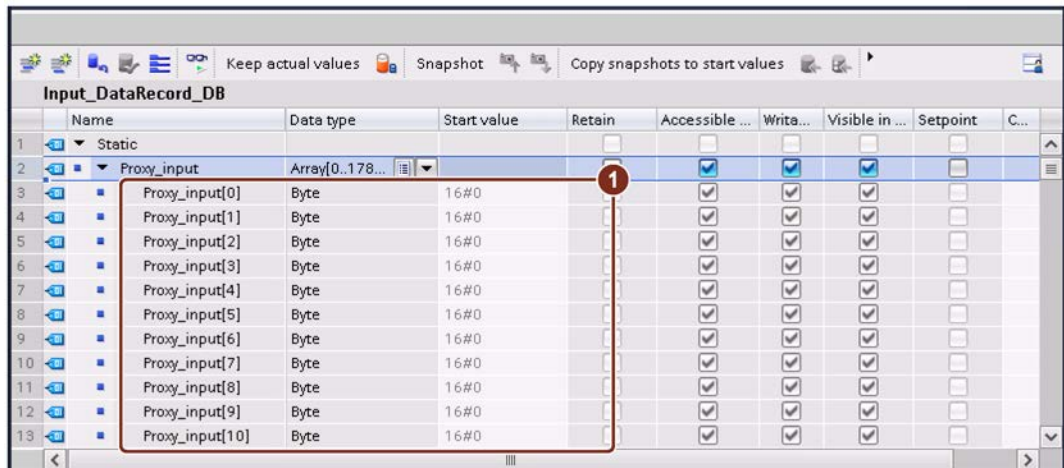 Keep actual values Snapshot Copy snapshots to start values
Input_DataRecord_DB
Name Data type Start value Retain Accessible ... Writa... Visible in ... Setpoint C...
1 Static
2 Proxy_input Array[0..178...
1
3 Proxy_input[0] Byte 16#0
4 Proxy_input[1] Byte 16#0
5 Proxy_input[2] Byte 16#0
6 Proxy_input[3] Byte 16#0
7 Proxy_input[4] Byte 16#0
8 Proxy_input[5] Byte 16#0
9 Proxy_input[6] Byte 16#0
10 Proxy_input[7] Byte 16#0
11 Proxy_input[8] Byte 16#0
12 Proxy_input[9] Byte 16#0
13 Proxy_input[10] Byte 16#0